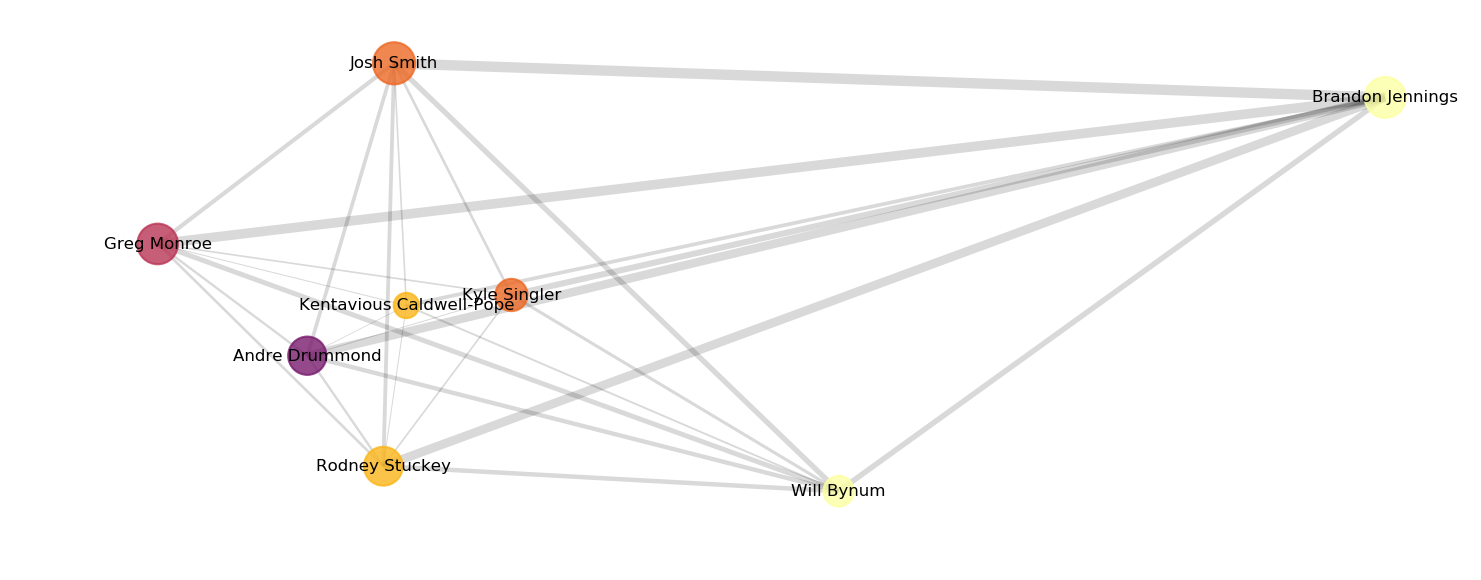 Josh Smith
Brandon Jennings
Greg Monroe
Kyle Singler
Kentavious Caldwell-Pope
Andre Drummond
Rodney Stuckey
Will Bynum